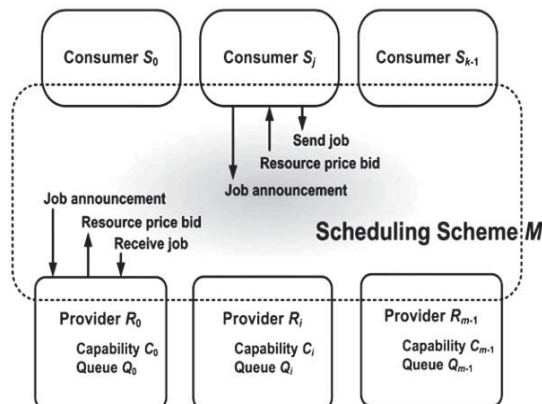 Consumer S0
Consumer Sj
Consumer Sk-1
Send job
Resource price bid
Job announcement
Job announcement
Resource price bid
Receive job
Scheduling Scheme M
Provider R0
Capability C0
Queue Q0
Provider Ri
Capability Ci
Queue Qi
Provider Rm-1
Capability Cm-1
Queue Qm-1